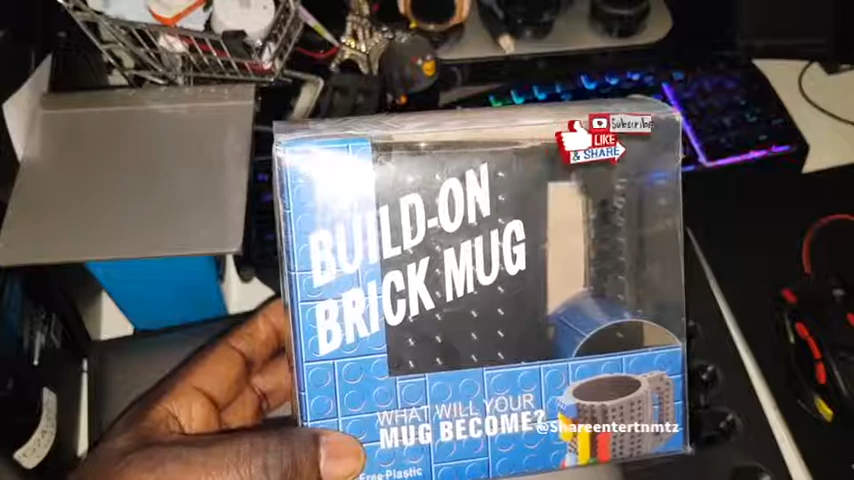 Subscribe
LIKE
& SHARE
BUILD-ON
BRICK MUG
WHAT WILL YOUR
MUG BECOME?
@Shareentertnmtz
Free Plastic